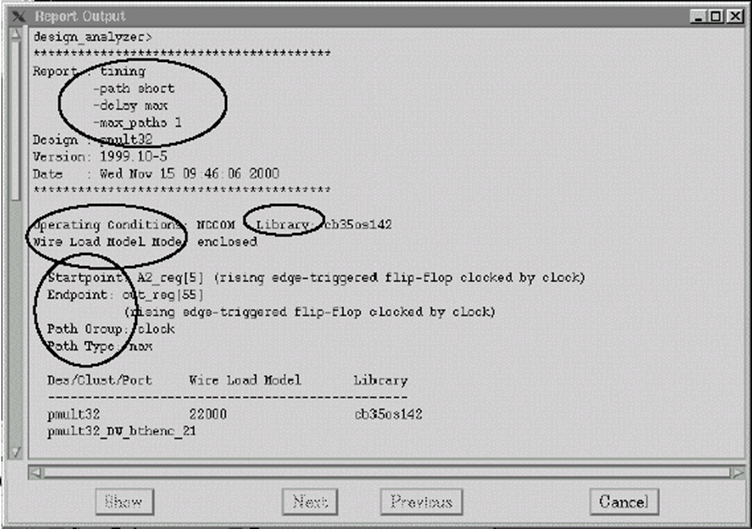 Report Output
design_analyzer>
****************************************
Report : timing
-path short
-delay max
-max_paths 1
Design : pmult32
Version: 1999.10-5
Date : Wed Nov 15 09:46:06 2000
****************************************
Operating Conditions: NCCOM Library: cb35os142
Wire Load Model Mode: enclosed
Startpoint: A2_reg[5] (rising edge-triggered flip-flop clocked by clock)
Endpoint: out_reg[55]
(rising edge-triggered flip-flop clocked by clock)
Path Group: clock
Path Type: max
Des/Clust/Port Wire Load Model Library
------------------------------------------------
pmult32 22000 cb35os142
pmult32_DW_bthenc_21
Show Next Previous Cancel